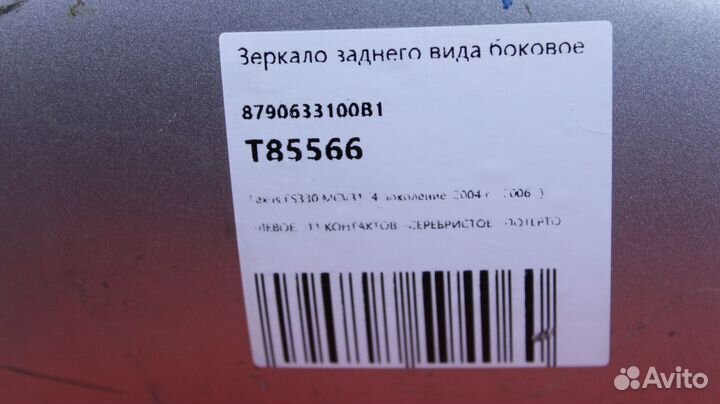 Зеркало заднего вида боковое
8790633100B1
T85566
Lexus ES330 MCV31 4 поколение 2004 2006
ЛЕВОЕ 11 КОНТАКТОВ СЕРЕБРИСТОЕ ПОТЕРТО
Avito